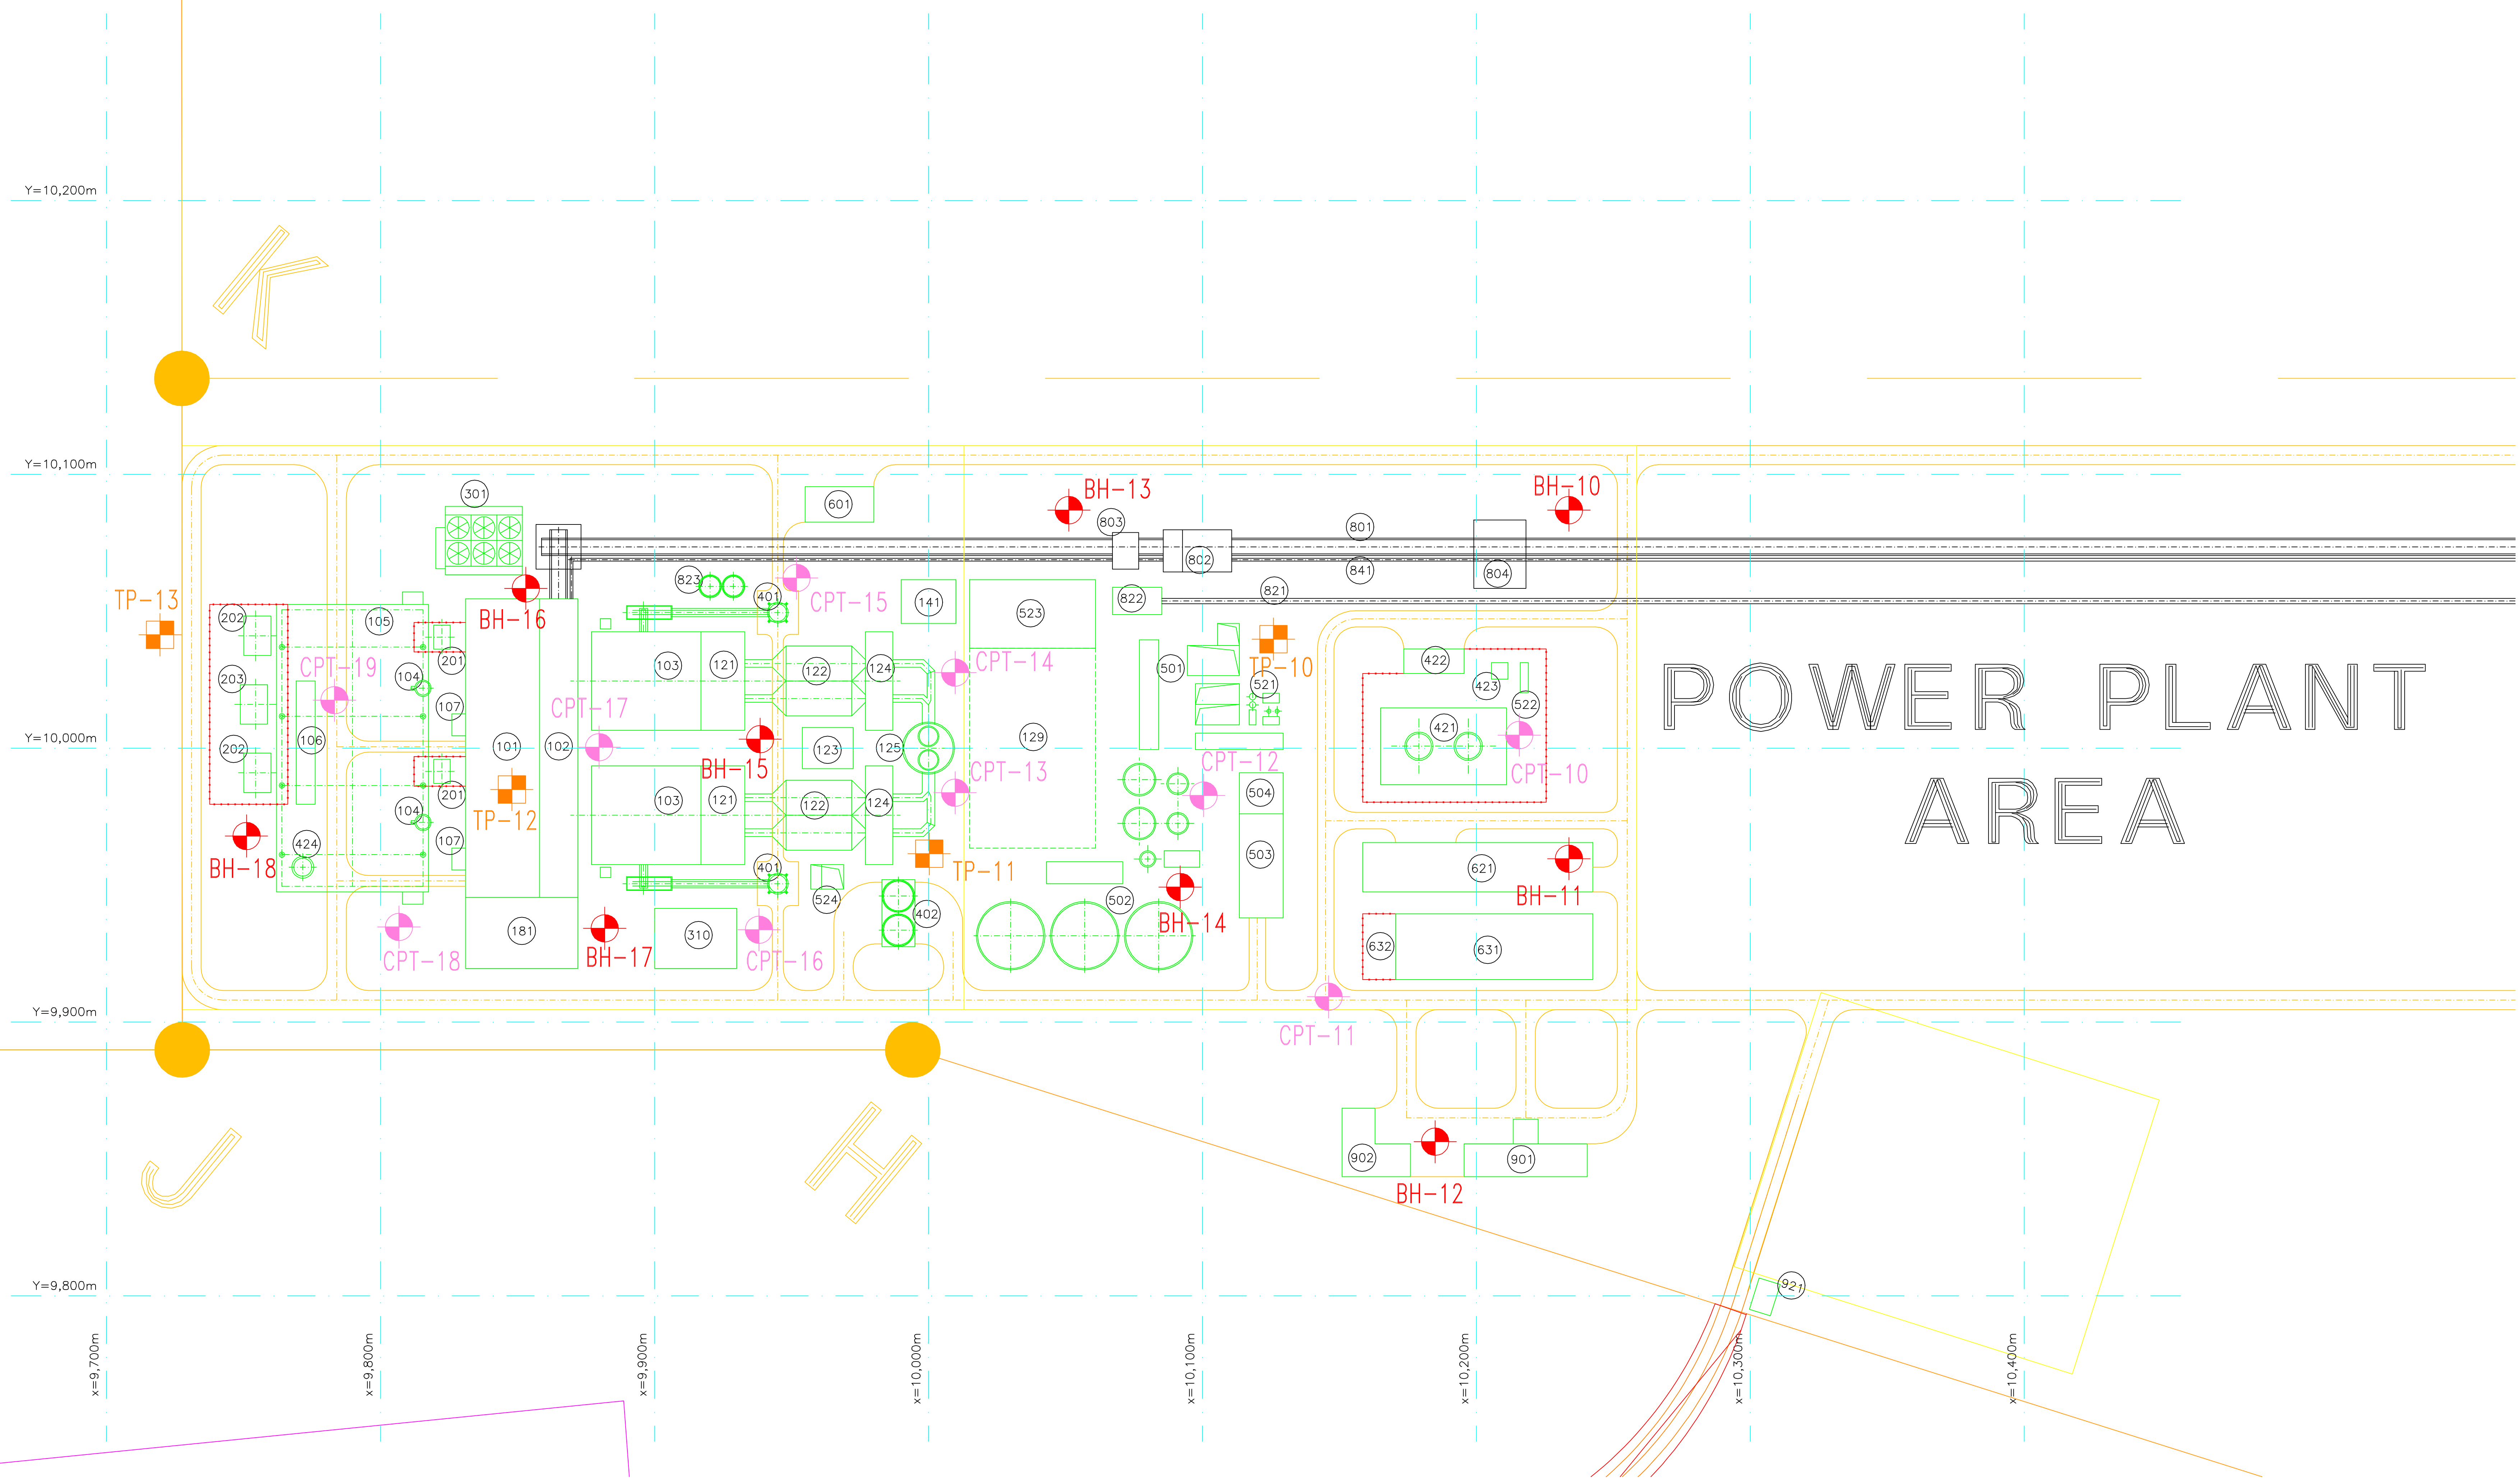 Y=10,200m
K
Y=10,100m
301
601
BH-13
BH-10
803
801
802
841
804
TP-13
823
401
CPT-15
822
821
202
105
BH-16
141
523
CPT-19
201
103
121
122
124
CPT-14
501
TP-10
422
203
104
521
423
522
107
CPT-17
POWER PLANT
421
Y=10,000m
202
106
101
102
BH-15
123
125
129
CPT-12
CPT-10
CPT-13
104
201
TP-12
103
121
122
124
504
AREA
107
424
BH-18
401
TP-11
503
621
BH-11
524
502
402
BH-14
181
CPT-18
BH-17
310
CPT-16
632
631
Y=9,900m
CPT-11
J
H
902
901
BH-12
Y=9,800m
921
x=9,700m
x=9,800m
x=9,900m
x=10,000m
x=10,100m
x=10,200m
x=10,300m
x=10,400m